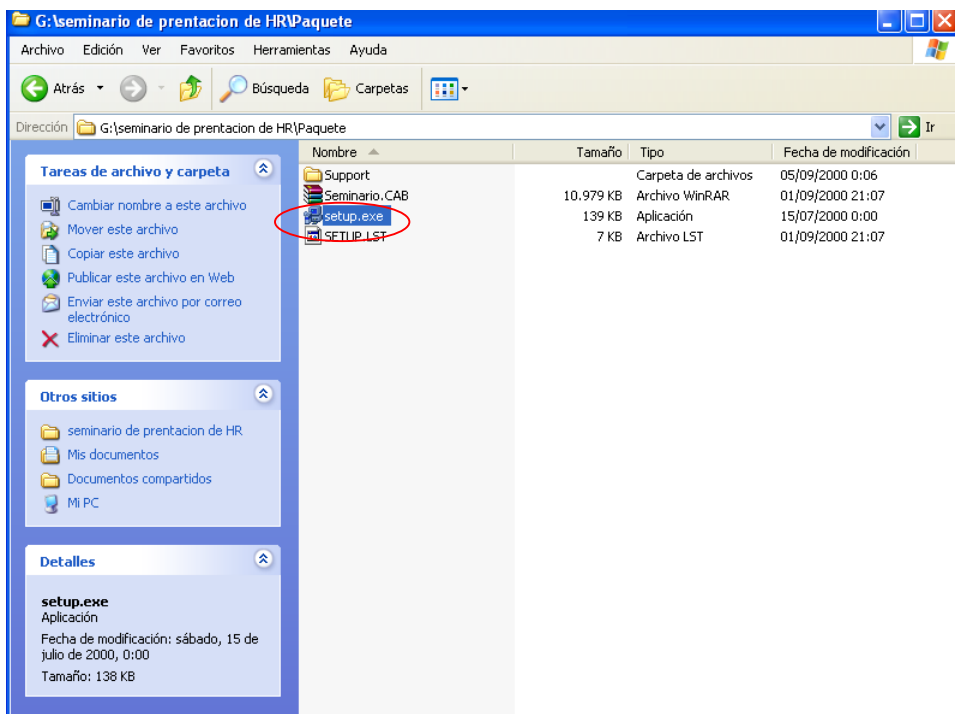 G:\seminario de prentacion de HR\Paquete
Archivo Edición Ver Favoritos Herramientas Ayuda
Atrás Búsqueda Carpetas
Dirección G:\seminario de prentacion de HR\Paquete Ir
Tareas de archivo y carpeta
Cambiar nombre a este archivo
Mover este archivo
Copiar este archivo
Publicar este archivo en Web
Enviar este archivo por correo
electrónico
Eliminar este archivo
Otros sitios
seminario de prentacion de HR
Mis documentos
Documentos compartidos
Mi PC
Detalles
setup.exe
Aplicación
Fecha de modificación: sábado, 15 de
julio de 2000, 0:00
Tamaño: 138 KB
Nombre Tamaño Tipo Fecha de modificación
Support Carpeta de archivos 05/09/2000 0:06
Seminario.CAB 10.979 KB Archivo WinRAR 01/09/2000 21:07
setup.exe 139 KB Aplicación 15/07/2000 0:00
SETUP.LST 7 KB Archivo LST 01/09/2000 21:07